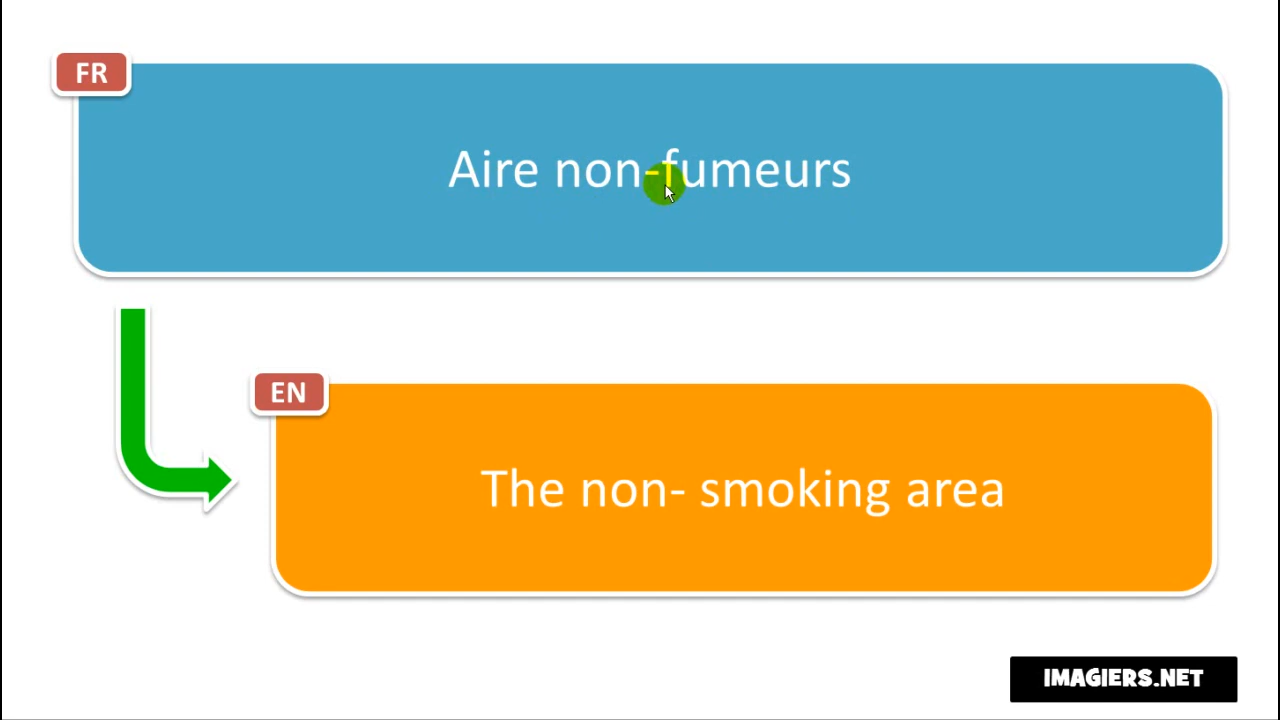 FR
Aire non-fumeurs
EN
The non- smoking area
IMAGIERS.NET